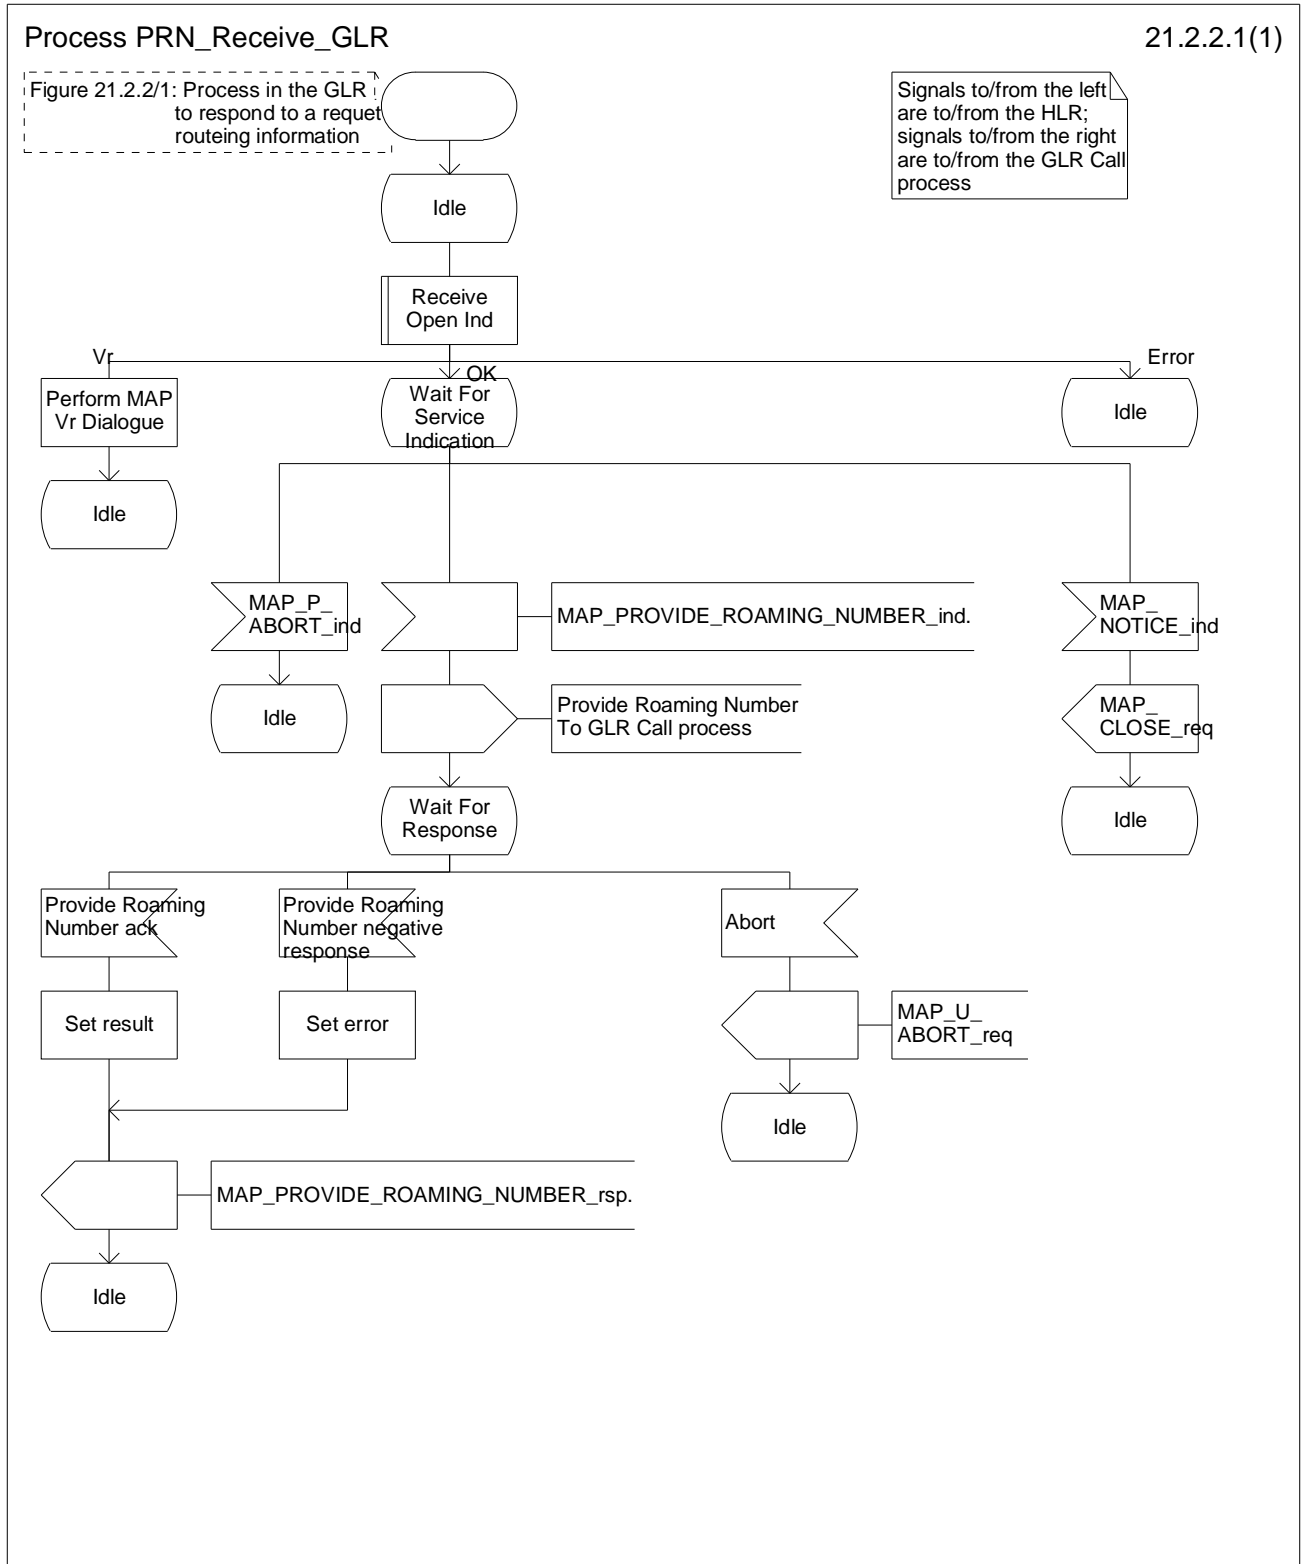 Process PRN_Receive_GLR
21.2.2.1(1)
Figure 21.2.2/1: Process in the GLR
to respond to a requet
routeing information
Signals to/from the left
are to/from the HLR;
signals to/from the right
are to/from the GLR Call
process
Idle
Receive
Open Ind
Vr
OK
Error
Perform MAP
Vr Dialogue
Wait For
Service
Indication
Idle
Idle
MAP_P_
ABORT_ind
MAP_PROVIDE_ROAMING_NUMBER_ind.
MAP_
NOTICE_ind
Idle
Provide Roaming Number
To GLR Call process
MAP_
CLOSE_req
Wait For
Response
Idle
Provide Roaming
Number ack
Provide Roaming
Number negative
response
Abort
Set result
Set error
MAP_U_
ABORT_req
Idle
MAP_PROVIDE_ROAMING_NUMBER_rsp.
Idle